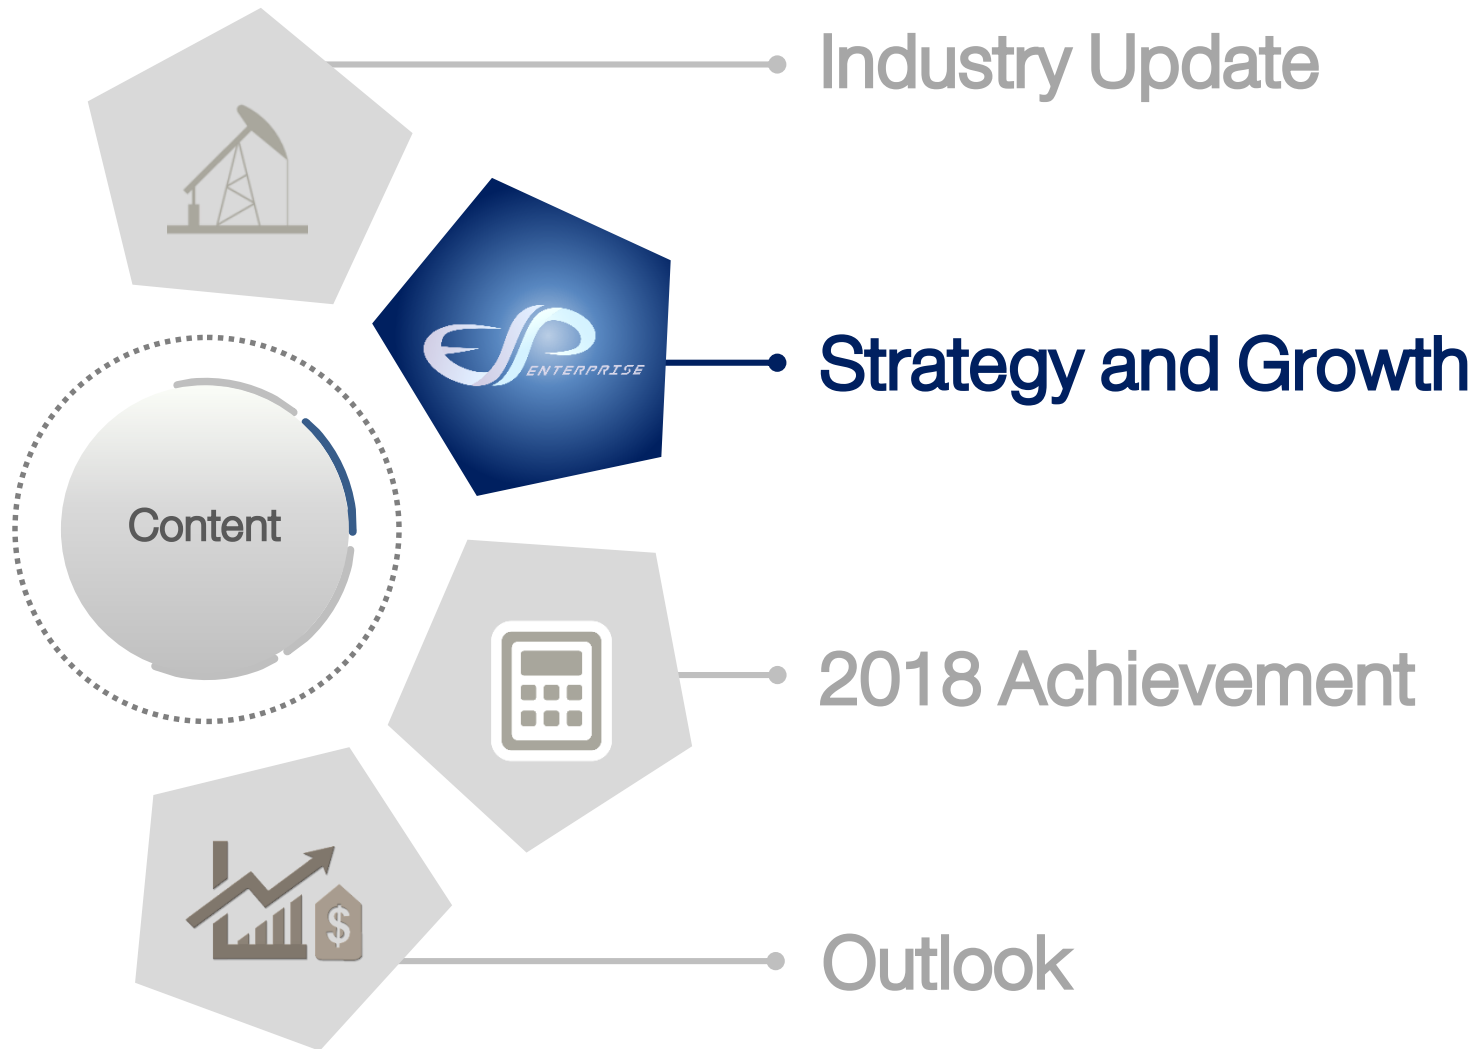 Industry Update
ENTERPRISE
Strategy and Growth
Content
2018 Achievement
$
Outlook